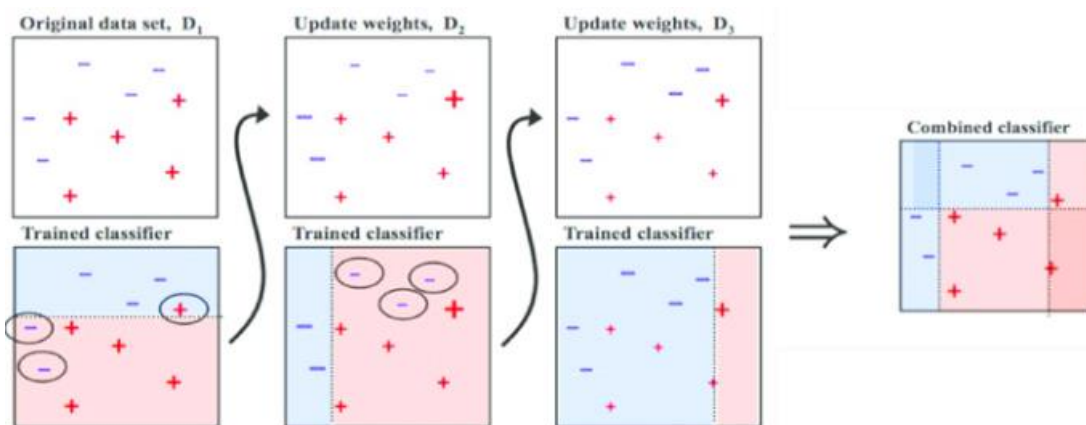 Original data set, D1
Update weights, D2
Update weights, D3
Combined classifier
Trained classifier
Trained classifier
Trained classifier